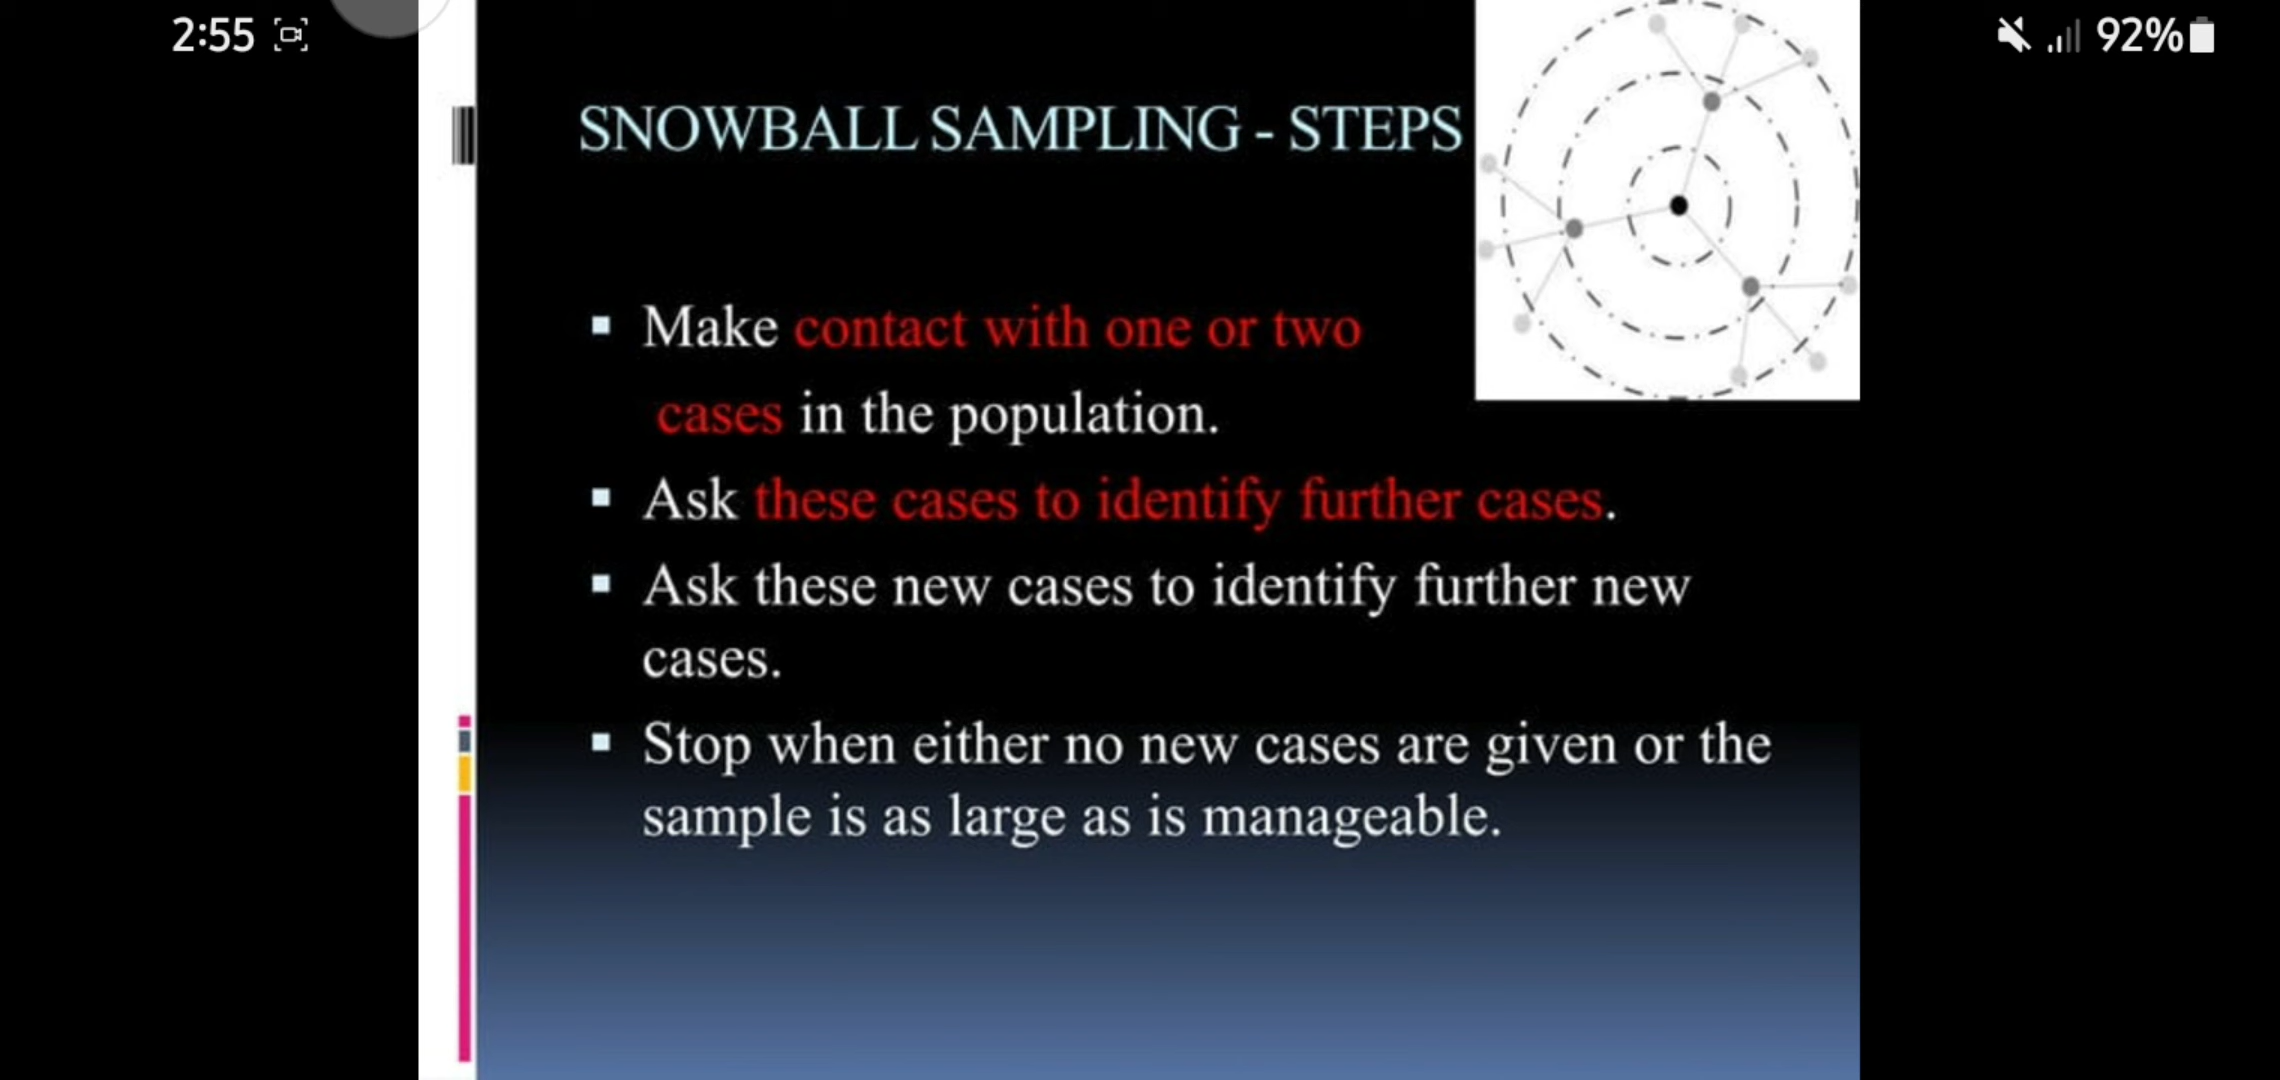 2:55
92%
SNOWBALL SAMPLING - STEPS
▪ Make contact with one or two
cases in the population.
▪ Ask these cases to identify further cases.
▪ Ask these new cases to identify further new
cases.
▪ Stop when either no new cases are given or the
sample is as large as is manageable.